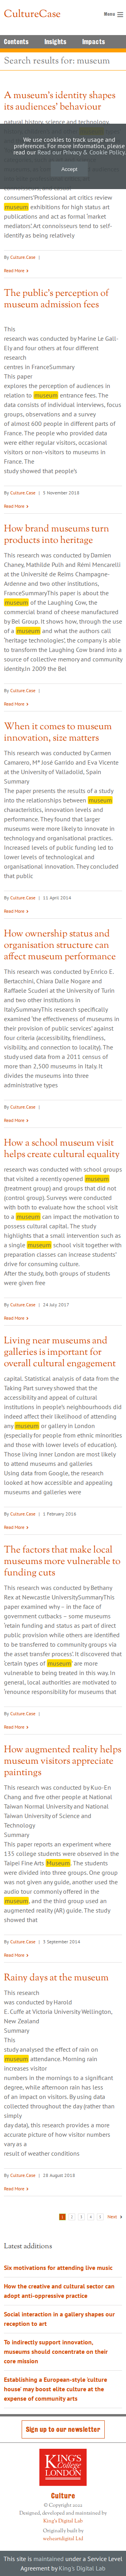 CultureCase
Menu
Contents Insights Impacts
Search results for: museum
A museum's identity shapes
its audiences' behaviour
natural history, science and
We use cookies to track usage and
preferences. For more information, please
read our Read our Privacy & Cookie Policy.
Accept
consumers'Professional art critics review
museum exhibitions for high status art
publications and act as formal 'market
mediators'. Art connoisseurs tend to self-
identify as being relatively
By Culture Case |
Read More
The public's perception of
museum admission fees
This
research was conducted by Marine Le Gall-
Ely and four others at four different
research
centres in FranceSummary
This paper
explores the perception of audiences in
relation to museum entrance fees. The
data consists of individual interviews, focus
groups, observations and a survey
of almost 600 people in different parts of
France. The people who provided data
were either regular visitors, occasional
visitors or non-visitors to museums in
France. The
study showed that people's
By Culture Case | 5 November 2018
Read More
How brand museums turn
products into heritage
This research was conducted by Damien
Chaney, Mathilde Pulh and Rémi Mencarelli
at the Université de Reims Champagne-
Ardenne and two other institutions, in
FranceSummaryThis paper is about the
museum of the Laughing Cow, the
commercial brand of cheese manufactured
by Bel Group. It shows how, through the
use of a museum and what the authors call
'heritage technologies', the company is able
to present the Laughing Cow brand into a
source of collective memory and community
identity.in 2009 the Bel
By Culture Case |
Read More
When it comes to museum
innovation, size matters
This research was conducted by Carmen
Camarero, Mª José Garrido and Eva Vicente
at the University of Valladolid, Spain
Summary
The paper presents the results of a study
into the relationships between museum
characteristics, innovation levels and
performance. They found that larger
museums were more likely to innovate in
technology and organisational practices.
Increased levels of public funding led to
lower levels of technological and
organisational innovation. They concluded
that public
By Culture Case | 11 April 2014
Read More
How ownership status and
organisation structure can
affect museum performance
This research was conducted by Enrico E.
Bertacchini, Chiara Dalle Nogare and
Raffaele Scuderi at the University of Turin
and two other institutions in
ItalySummaryThis research specifically
examined 'the effectiveness of museums in
their provision of public services' against
four criteria (accessibility, friendliness,
visibility, and connection to locality). The
study used data from a 2011 census of
more than 2,500 museums in Italy. It
divides the museums into three
administrative types
By Culture Case |
Read More
How a school museum visit
helps create cultural equality
research was conducted with school groups
that visited a recently opened museum
(treatment group) and groups that did not
(control group). Surveys were conducted
with both to evaluate how the school visit
to a museum can impact the motivation to
possess cultural capital. The study
highlights that a small intervention such as
a single museum school visit together with
preparation classes can increase students'
drive for consuming culture.
After the study, both groups of students
were given free
By Culture Case | 24 July 2017
Read More
Living near museums and
galleries is important for
overall cultural engagement
capital. Statistical analysis of data from the
Taking Part survey showed that the
accessibility and density of cultural
institutions in people's neighbourhoods did
indeed affect their likelihood of attending
any museum or gallery in London
(especially for people from ethnic minorities
and those with lower levels of education).
Those living inner London are most likely
to attend museums and galleries
Using data from Google, the research
looked at how accessible and appealing
museums and galleries were
By Culture Case | 1 February 2016
Read More
The factors that make local
museums more vulnerable to
funding cuts
This research was conducted by Bethany
Rex at Newcastle UniversitySummaryThis
paper examined why – in the face of
government cutbacks – some museums
'retain funding and status as part of direct
public provision while others are identified
to be transferred to community groups via
the asset transfer process'. It discovered that
'certain types of museum' are more
vulnerable to being treated in this way. In
general, local authorities are motivated to
'renounce responsibility for museums that
By Culture Case |
Read More
How augmented reality helps
museum visitors appreciate
paintings
This research was conducted by Kuo-En
Chang and five other people at National
Taiwan Normal University and National
Taiwan University of Science and
Technology
Summary
This paper reports an experiment where
135 college students were observed in the
Taipei Fine Arts Museum. The students
were divided into three groups. One group
was not given any guidance, another used the
audio tour commonly offered in the
museum, and the third group used an
augmented reality (AR) guide. The study
showed that
By Culture Case | 3 September 2014
Read More
Rainy days at the museum
This research
was conducted by Harold
E. Cuffe at Victoria University Wellington,
New Zealand
Summary
This
study analysed the effect of rain on
museum attendance. Morning rain
increases visitor
numbers in the mornings to a significant
degree, while afternoon rain has less
of an impact on visitors. By using data
collected throughout the day (rather than
simply
day data), this research provides a more
accurate picture of how visitor numbers
vary as a
result of weather conditions
By Culture Case | 28 August 2018
Read More
1 2 3 4 5 Next
Latest additions
Six motivations for attending live music
How the creative and cultural sector can
adopt anti-oppressive practice
Social interaction in a gallery shapes our
reception to art
To indirectly support innovation,
museums should concentrate on their
core mission
Establishing a European-style 'culture
house' may boost elite culture at the
expense of community arts
Sign up to our newsletter
KING'S
College
LONDON
Culture
© Copyright 2022
Designed, developed and maintained by
King's Digital Lab
Originally built by
websanddigital Ltd
This site is maintained under a Service Level
Agreement by King's Digital Lab